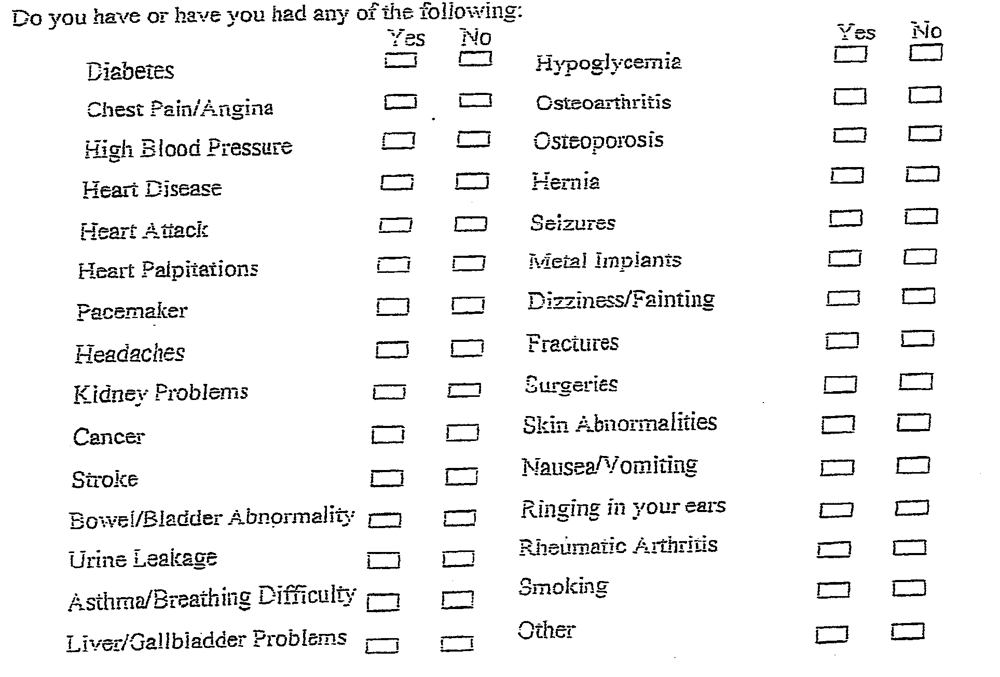 Do you have or have you had any of the following:
Yes No Yes No
Diabetes Hypoglycemia
Chest Pain/Angina Osteoarthritis
High Blood Pressure Osteoporosis
Heart Disease Hernia
Heart Attack Seizures
Heart Palpitations Metal Implants
Pacemaker Dizziness/Fainting
Headaches Fractures
Kidney Problems Surgeries
Cancer Skin Abnormalities
Stroke Nausea/Vomiting
Bowel/Bladder Abnormality Ringing in your ears
Urine Leakage Rheumatic Arthritis
Asthma/Breathing Difficulty Smoking
Liver/Gallbladder Problems Other